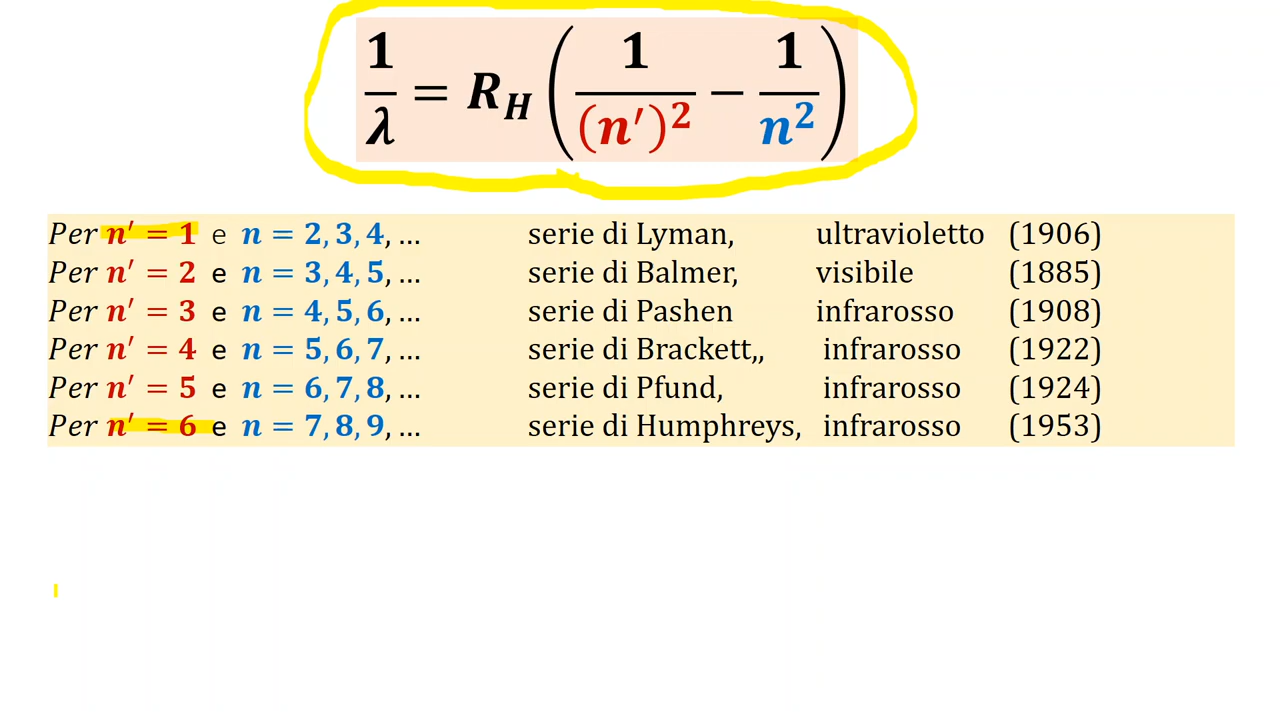 1/λ = R_H (1/(n′)² − 1/n²)
Per n′ = 1 e n = 2, 3, 4, ... serie di Lyman, ultravioletto (1906)
Per n′ = 2 e n = 3, 4, 5, ... serie di Balmer, visibile (1885)
Per n′ = 3 e n = 4, 5, 6, ... serie di Pashen infrarosso (1908)
Per n′ = 4 e n = 5, 6, 7, ... serie di Brackett,, infrarosso (1922)
Per n′ = 5 e n = 6, 7, 8, ... serie di Pfund, infrarosso (1924)
Per n′ = 6 e n = 7, 8, 9, ... serie di Humphreys, infrarosso (1953)